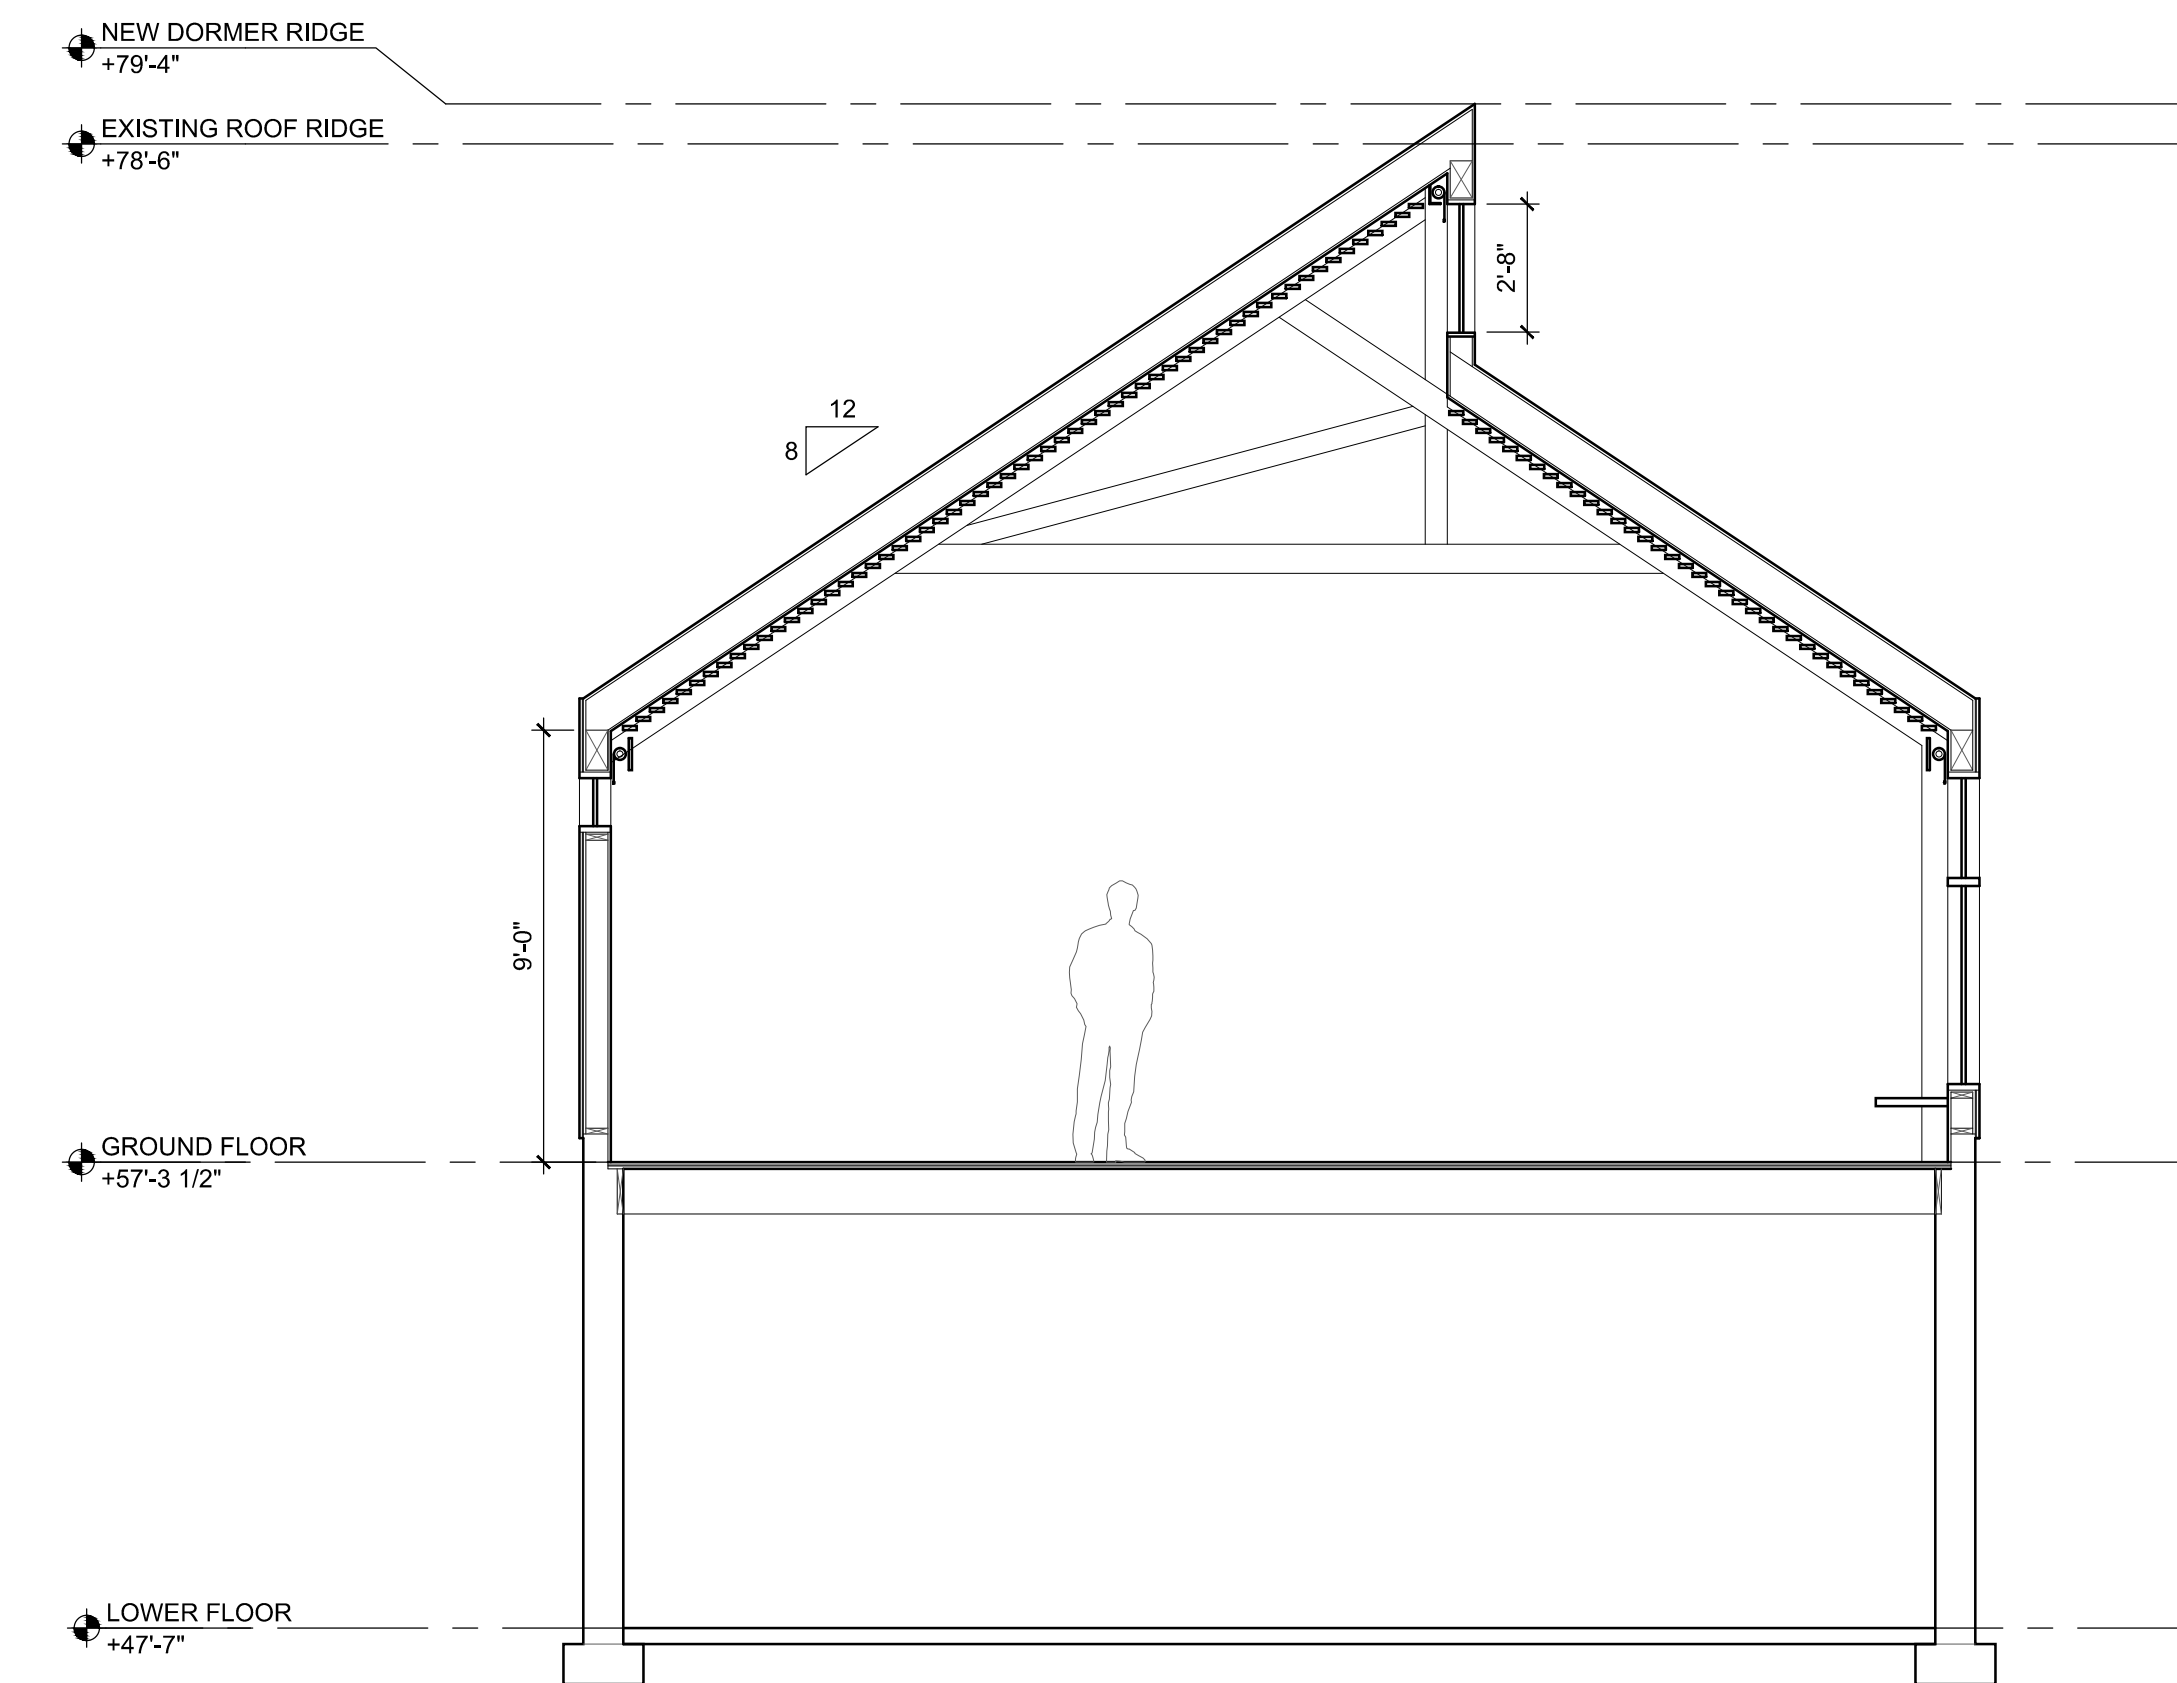 NEW DORMER RIDGE
+79'-4"
EXISTING ROOF RIDGE
+78'-6"
2'-8"
12
8
9'-0"
GROUND FLOOR
+57'-3 1/2"
LOWER FLOOR
+47'-7"